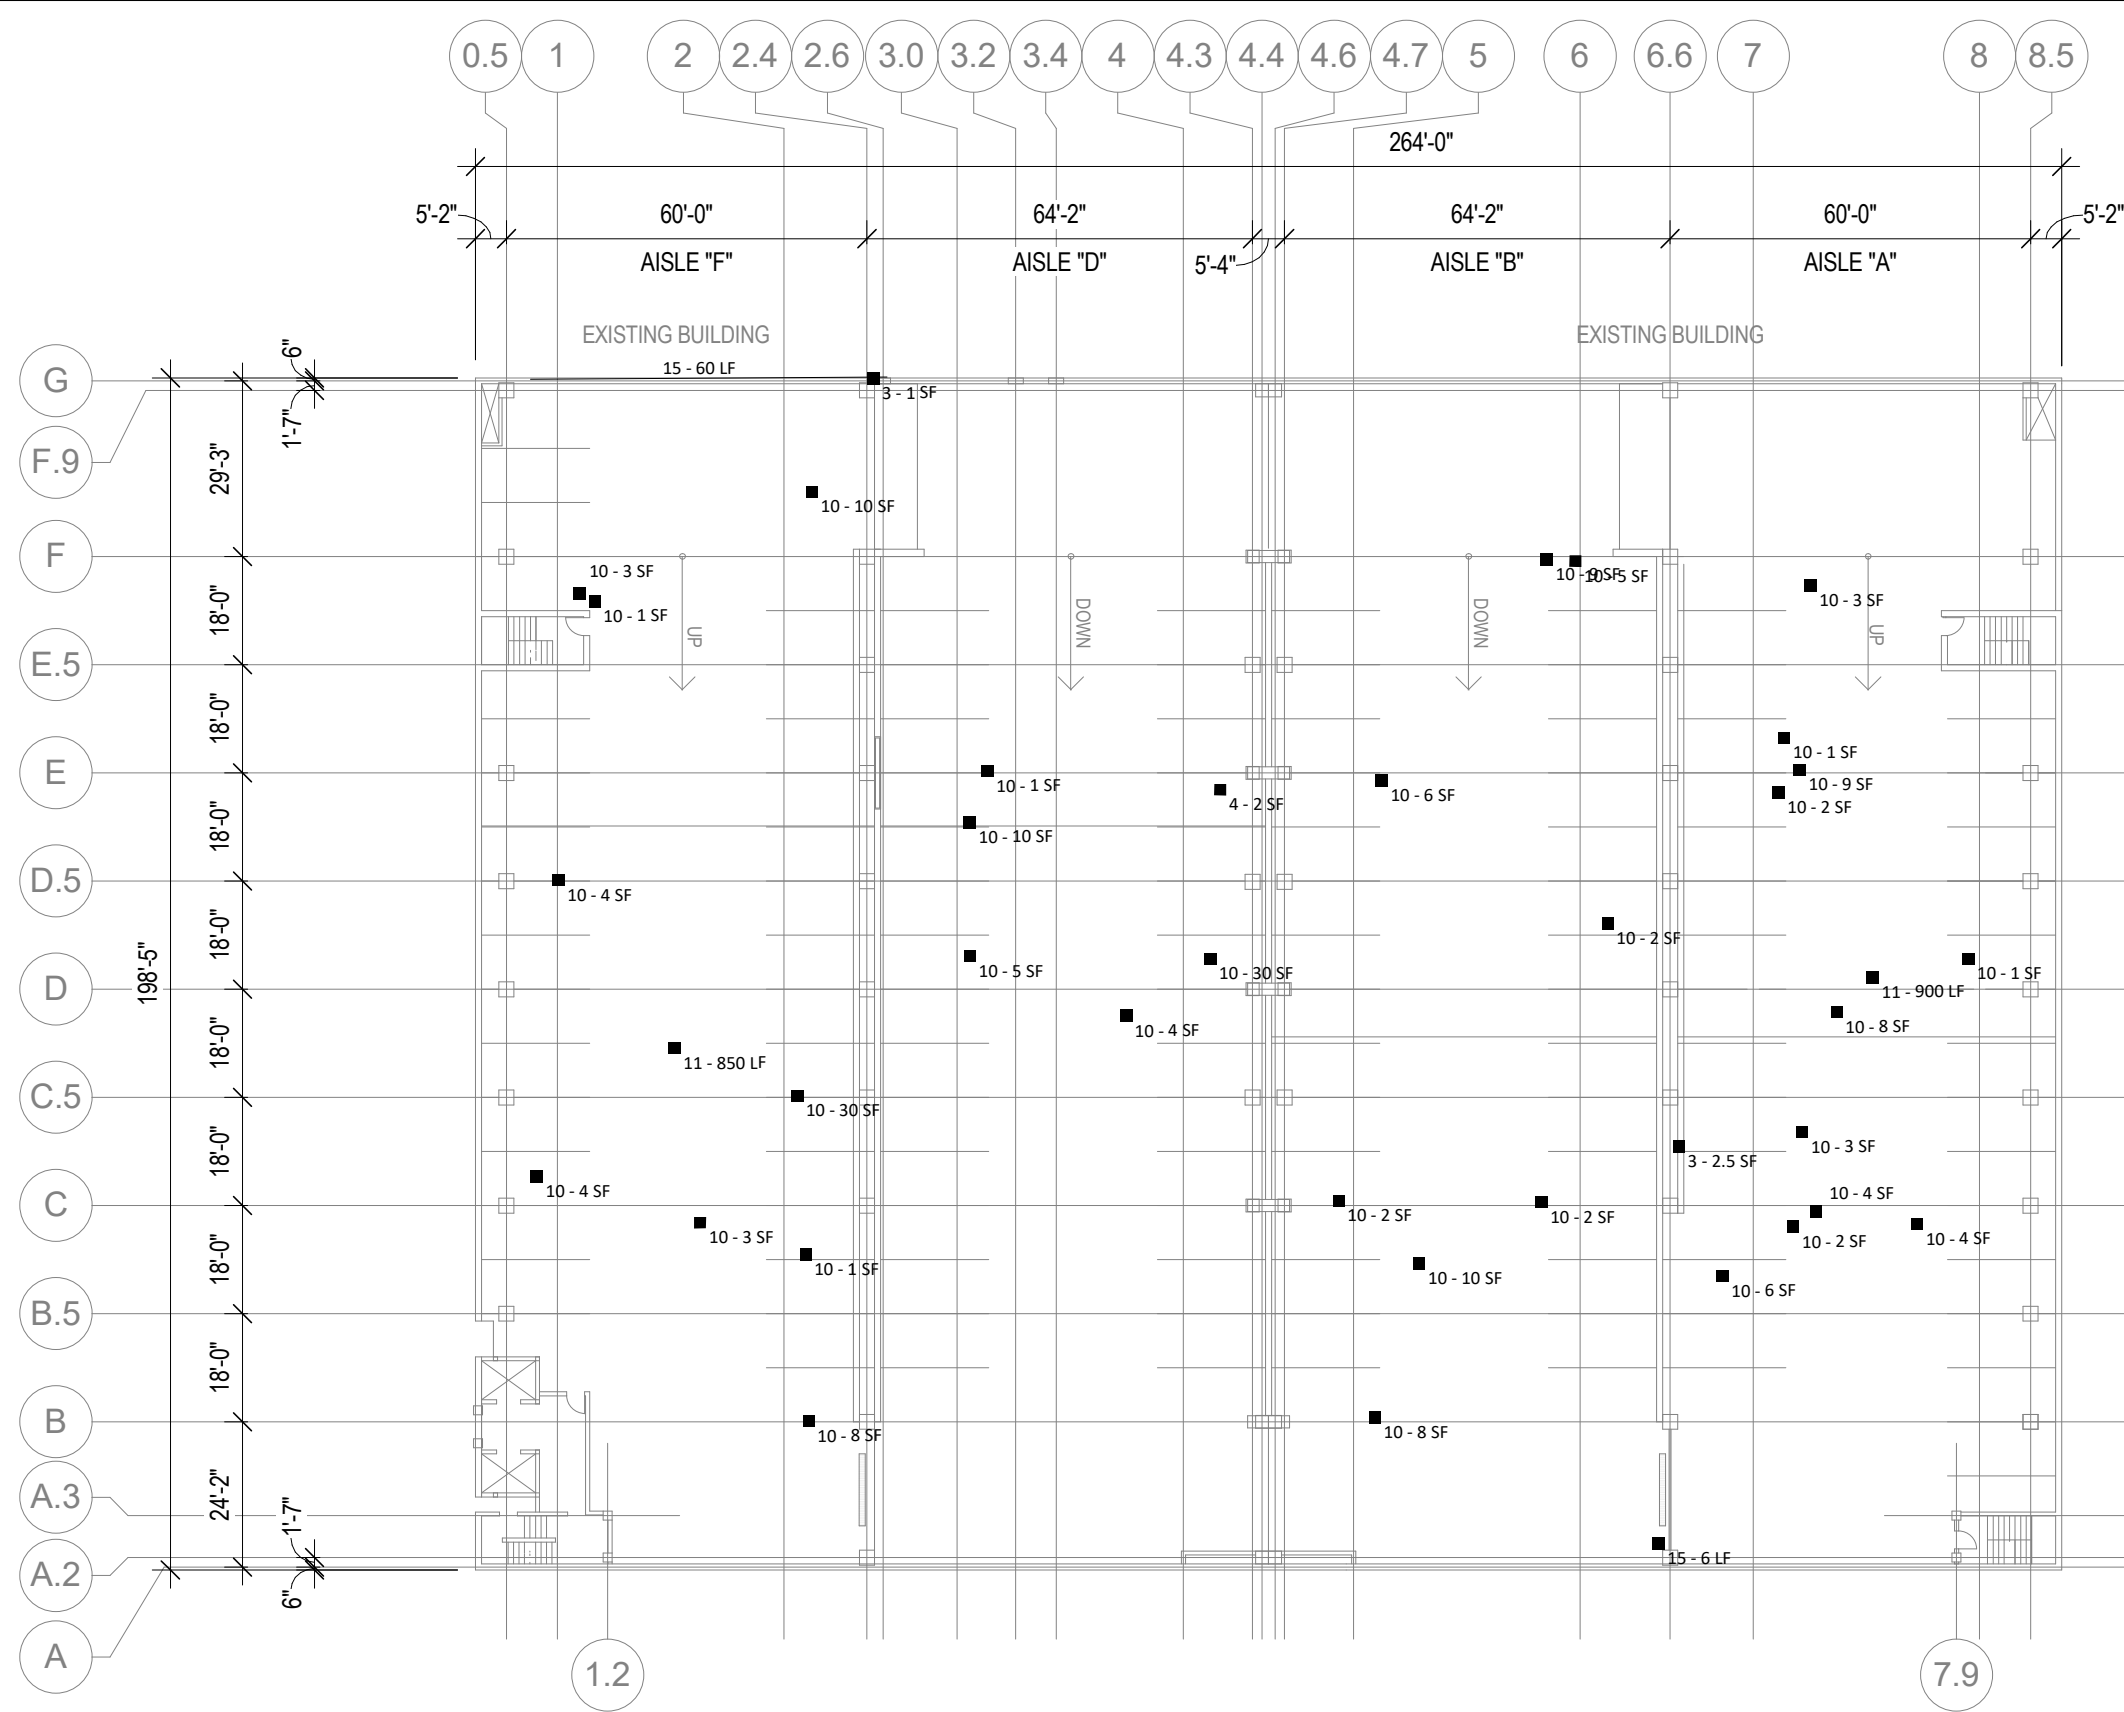 0.5 1 2 2.4 2.6 3.0 3.2 3.4 4 4.3 4.4 4.6 4.7 5 6 6.6 7 8 8.5
264'-0"
5'-2" 60'-0" 64'-2" 64'-2" 60'-0" 5'-2"
AISLE "F" AISLE "D" 5'-4" AISLE "B" AISLE "A"
EXISTING BUILDING EXISTING BUILDING
6"
15 - 60 LF
G
3 - 1 SF
1'-7"
F.9
29'-3"
10 - 10 SF
F
10 - 3 SF
10 - 9 SF
10 - 5 SF
10 - 3 SF
18'-0"
10 - 1 SF
UP
DOWN
DOWN
UP
E.5
18'-0"
10 - 1 SF
E
10 - 1 SF
10 - 6 SF
10 - 9 SF
4 - 2 SF
10 - 2 SF
18'-0"
10 - 10 SF
D.5
10 - 4 SF
18'-0"
10 - 2 SF
198'-5"
10 - 5 SF
10 - 30 SF
10 - 1 SF
D
11 - 900 LF
10 - 4 SF
10 - 8 SF
18'-0"
11 - 850 LF
C.5
10 - 30 SF
18'-0"
10 - 3 SF
3 - 2.5 SF
10 - 4 SF
10 - 4 SF
C
10 - 2 SF
10 - 2 SF
10 - 3 SF
10 - 2 SF
10 - 4 SF
18'-0"
10 - 1 SF
10 - 10 SF
10 - 6 SF
B.5
18'-0"
B
10 - 8 SF
10 - 8 SF
A.3
24'-2"
1'-7"
15 - 6 LF
A.2
6"
A
1.2 7.9